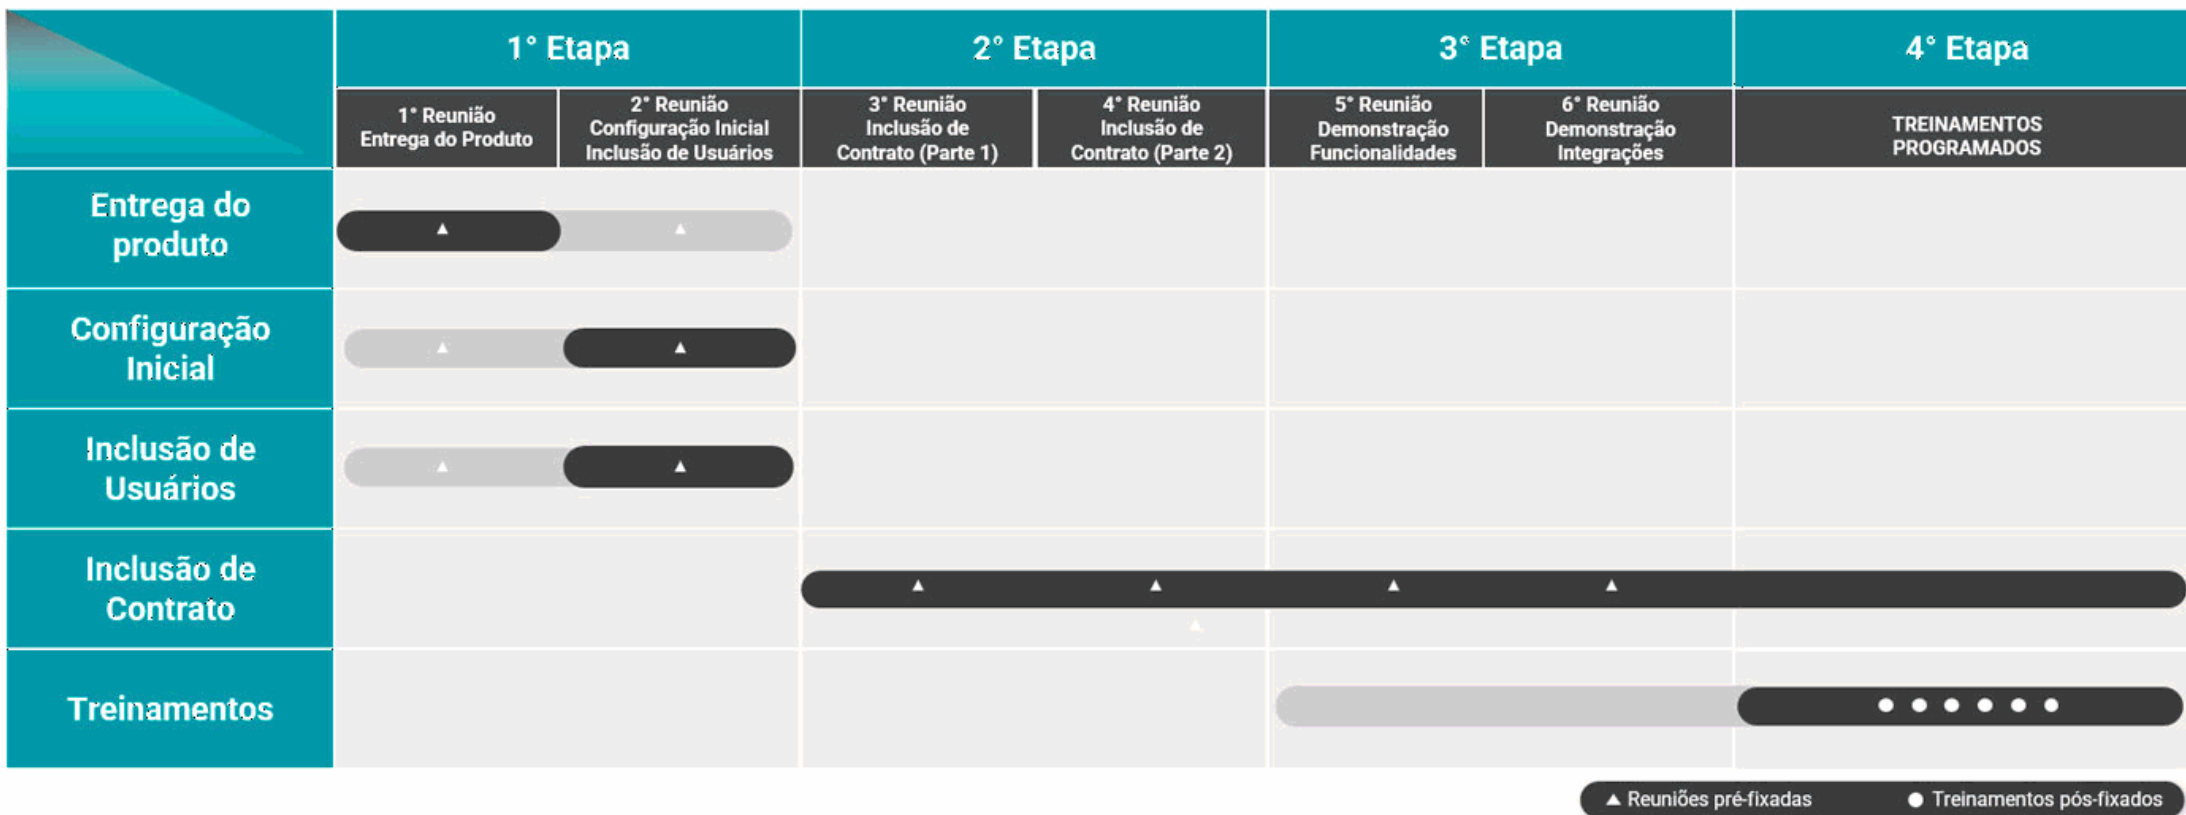 1° Etapa
2° Etapa
3° Etapa
4° Etapa
1° Reunião
Entrega do Produto
2° Reunião
Configuração Inicial
Inclusão de Usuários
3° Reunião
Inclusão de
Contrato (Parte 1)
4° Reunião
Inclusão de
Contrato (Parte 2)
5° Reunião
Demonstração
Funcionalidades
6° Reunião
Demonstração
Integrações
TREINAMENTOS
PROGRAMADOS
Entrega do
produto
Configuração
Inicial
Inclusão de
Usuários
Inclusão de
Contrato
Treinamentos
Reuniões pré-fixadas
Treinamentos pós-fixados